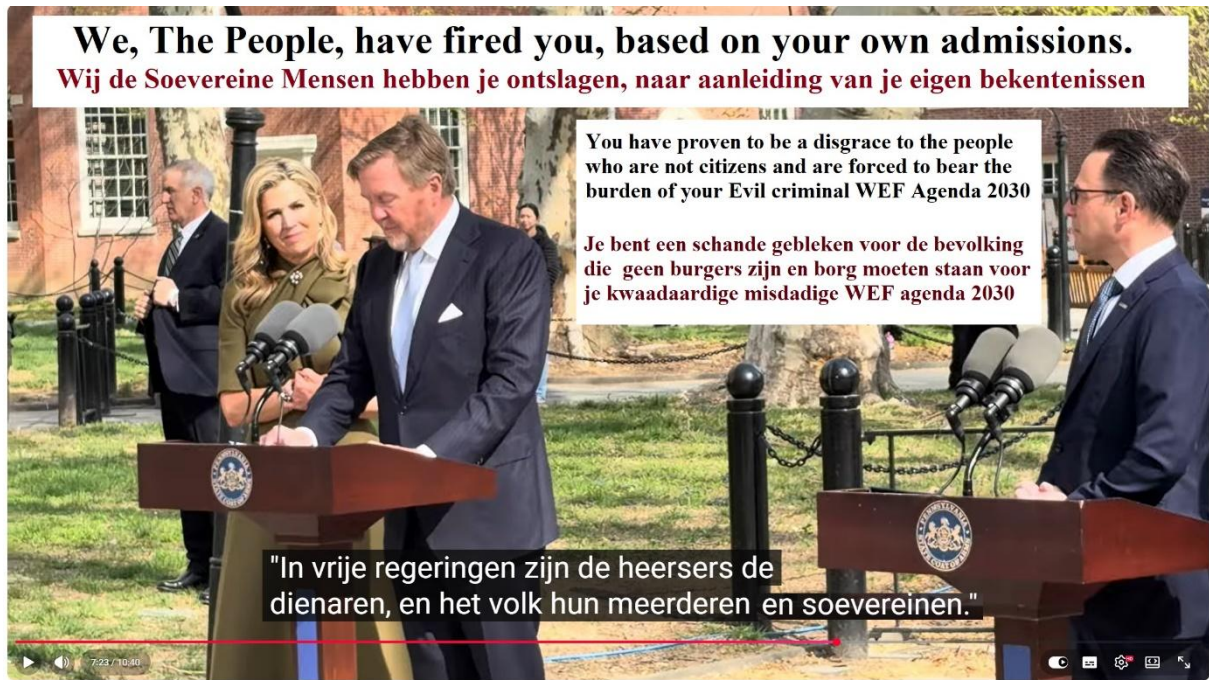 We, The People, have fired you, based on your own admissions.
Wij de Soevereine Mensen hebben je ontslagen, naar aanleiding van je eigen bekentenissen
You have proven to be a disgrace to the people
who are not citizens and are forced to bear the
burden of your Evil criminal WEF Agenda 2030
Je bent een schande gebleken voor de bevolking
die geen burgers zijn en borg moeten staan voor
je kwaadaardige misdadige WEF agenda 2030
PENNSYLVANIA
PENNSYLVANIA
"In vrije regeringen zijn de heersers de
dienaren, en het volk hun meerderen en soevereinen."
7:23 / 10:40